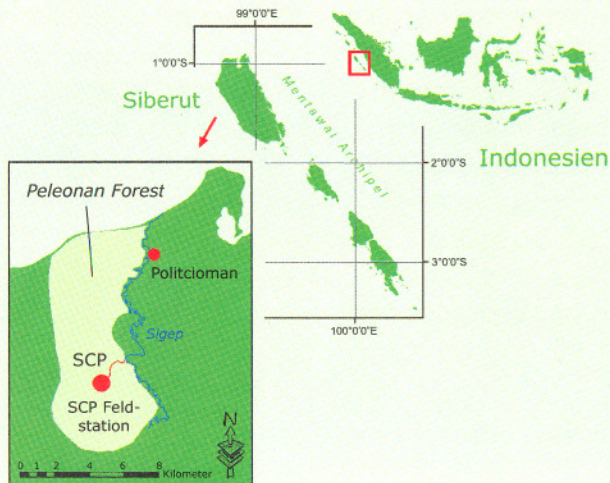 99°0'0"E
1°0'0"S
Siberut
Mentawai Archipel
2°0'0"S
Indonesien
3°0'0"S
100°0'0"E
Peleonan Forest
Politcioman
Sigep
SCP
SCP Feld-
station
N
0 1 2 4 6 8
Kilometer